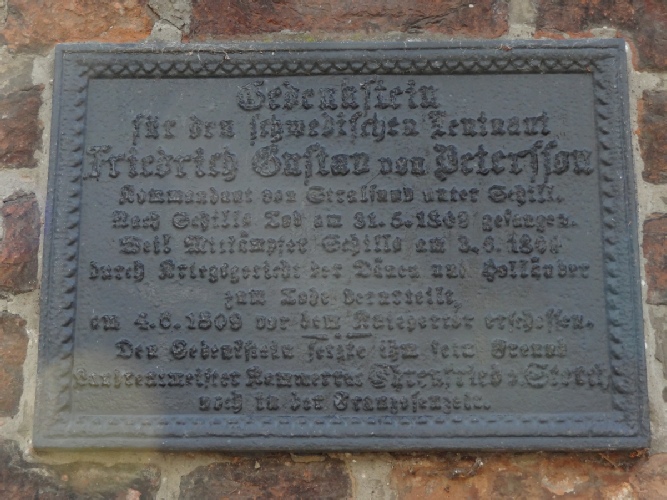 Gedenkstein
für den schwedischen Leutnant
Friedrich Gustav von Petersson
Kommandant von Stralsund unter Schill.
Nach Schills Tod am 31.5.1809 gefangen.
Weil Mitkämpfer Schills am 3.6.1809
durch Kriegsgericht der Dänen und Holländer
zum Tode verurteilt,
am 4.6.1809 vor dem Knieperтor erschossen.
Den Gedenkstein setzte ihm sein Freund
Kammerrat Ehrenfried v.
noch in der Franzosenzeit.